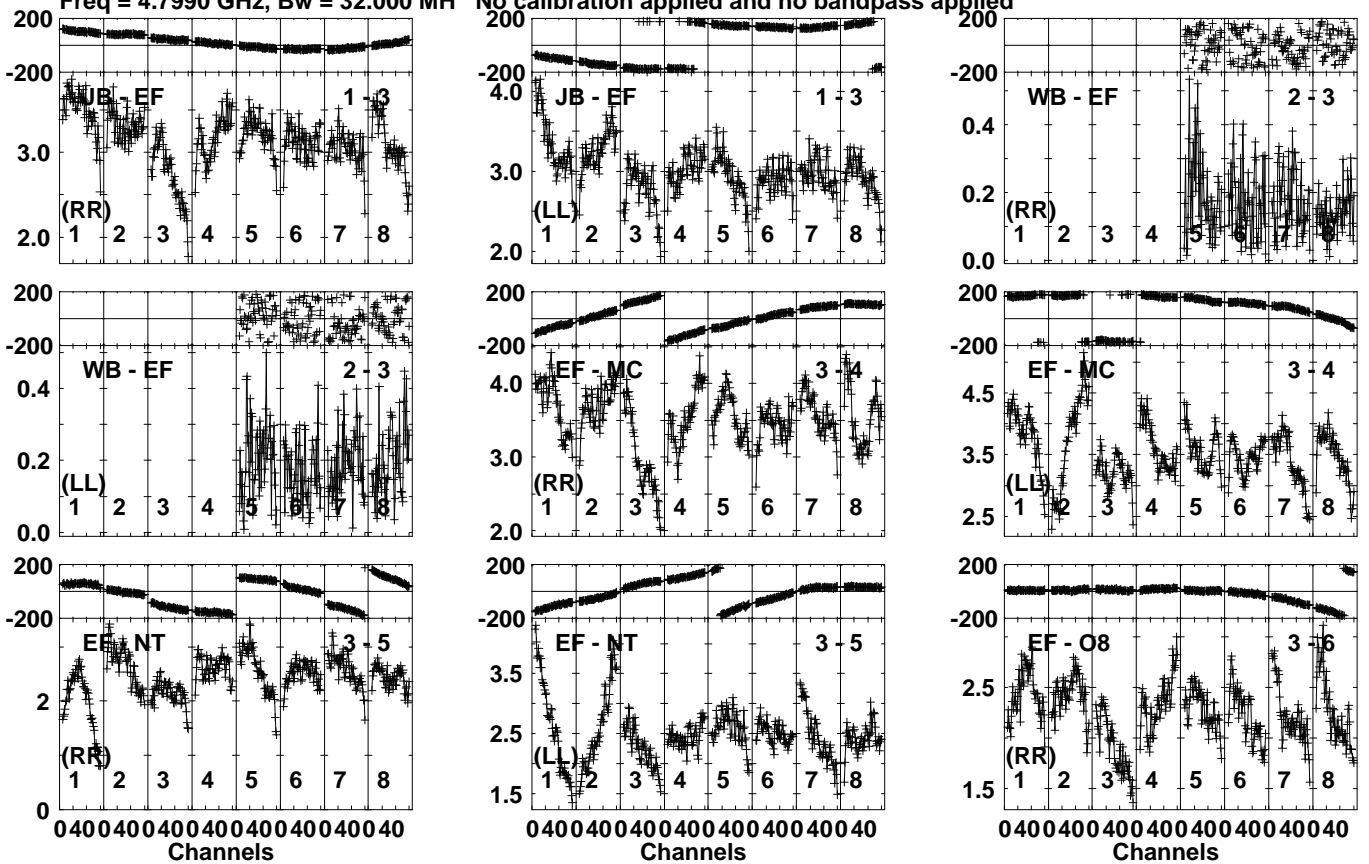 Freq = 4.7990 GHz, Bw = 32.000 MH No calibration applied and no bandpass applied
200
-200
JB - EF 1 - 3
3.0
2.0
(RR)
1 2 3 4 5 6 7 8
200
-200
JB - EF 1 - 3
4.0
3.0
2.0
(LL)
1 2 3 4 5 6 7 8
200
-200
WB - EF 2 - 3
0.4
0.2
0.0
(RR)
1 2 3 4 5 6 7 8
200
-200
WB - EF 2 - 3
0.4
0.2
0.0
(LL)
1 2 3 4 5 6 7 8
200
-200
EF - MC 3 - 4
4.0
3.0
2.0
(RR)
1 2 3 4 5 6 7 8
200
-200
EF - MC 3 - 4
4.5
3.5
2.5
(LL)
1 2 3 4 5 6 7 8
200
-200
EF - NT 3 - 5
2
0
(RR)
1 2 3 4 5 6 7 8
0 40 0 40 0 40 0 40 0 40 0 40 0 40 0 40
Channels
200
-200
EF - NT 3 - 5
3.5
2.5
1.5
(LL)
1 2 3 4 5 6 7 8
0 40 0 40 0 40 0 40 0 40 0 40 0 40 0 40
Channels
200
-200
EF - O8 3 - 6
2.5
1.5
(RR)
1 2 3 4 5 6 7 8
0 40 0 40 0 40 0 40 0 40 0 40 0 40 0 40
Channels